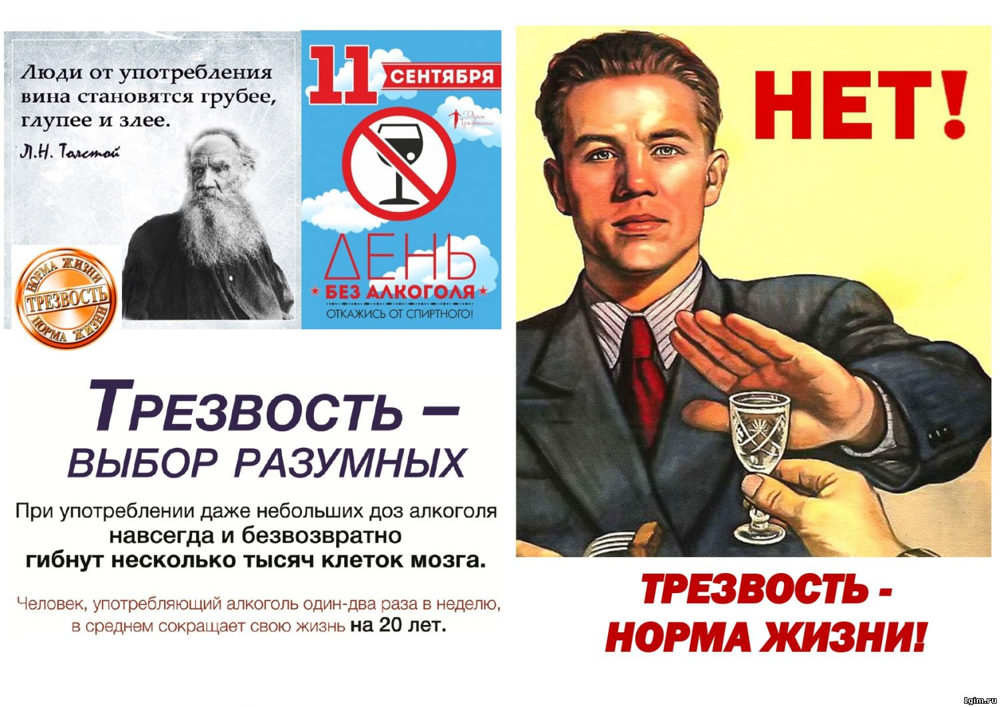 Люди от употребления
вина становятся грубее,
глупее и злее.
Л.Н. Толстой
НОРМА ЖИЗНИ
ТРЕЗВОСТЬ
НОРМА ЖИЗНИ
11
СЕНТЯБРЯ
День
Трезвости
ДЕНЬ
БЕЗ АЛКОГОЛЯ
ОТКАЖИСЬ ОТ СПИРТНОГО!
ТРЕЗВОСТЬ –
ВЫБОР РАЗУМНЫХ
При употреблении даже небольших доз алкоголя
навсегда и безвозвратно
гибнут несколько тысяч клеток мозга.
Человек, употребляющий алкоголь один-два раза в неделю,
в среднем сокращает свою жизнь на 20 лет.
НЕТ!
ТРЕЗВОСТЬ -
НОРМА ЖИЗНИ!
1gim.ru